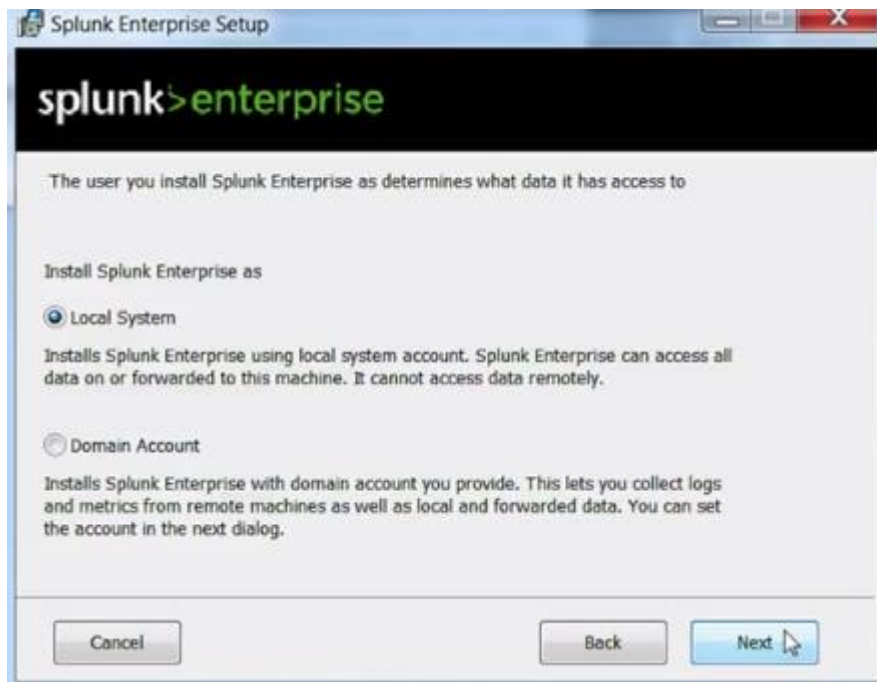 Splunk Enterprise Setup
splunk>enterprise
The user you install Splunk Enterprise as determines what data it has access to
Install Splunk Enterprise as
Local System
Installs Splunk Enterprise using local system account. Splunk Enterprise can access all
data on or forwarded to this machine. It cannot access data remotely.
Domain Account
Installs Splunk Enterprise with domain account you provide. This lets you collect logs
and metrics from remote machines as well as local and forwarded data. You can set
the account in the next dialog.
Cancel Back Next